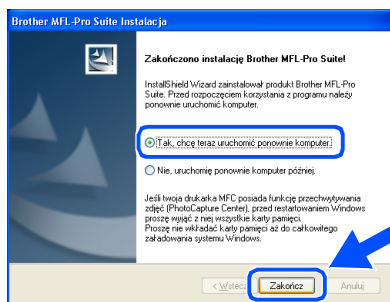 Brother MFL-Pro Suite Instalacja
Zakończono instalację Brother MFL-Pro Suite!
InstallShield Wizard zainstalował produkt Brother MFL-Pro
Suite. Przed rozpoczęciem korzystania z programu należy
ponownie uruchomić komputer.
Tak, chcę teraz uruchomić ponownie komputer.
Nie, uruchomię ponownie komputer później.
Jeśli twoja drukarka MFC posiada funkcję przechwytywania
zdjęć (PhotoCapture Center), przed restartowaniem Windows
proszę wyjąć z niej wszystkie karty pamięci.
Proszę nie wkładać karty pamięci aż do całkowitego
załadowania systemu Windows.
< Wstecz Zakończ Anuluj